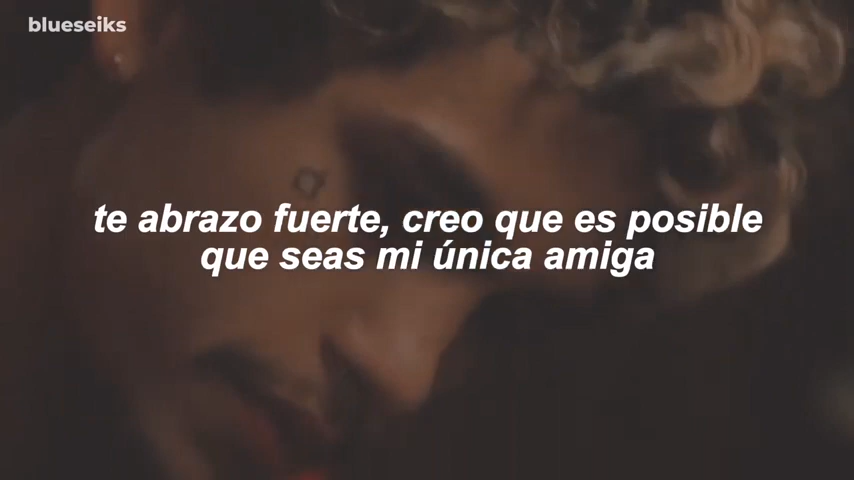 blueseiks
te abrazo fuerte, creo que es posible
que seas mi única amiga